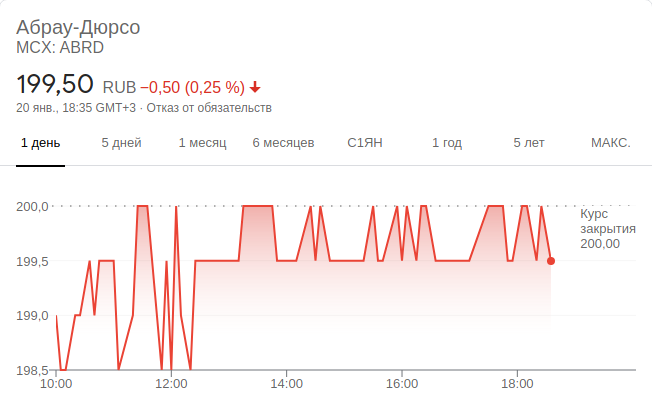 Абрау-Дюрсо
MCX: ABRD
199,50 RUB −0,50 (0,25 %)
20 янв., 18:35 GMT+3 · Отказ от обязательств
1 день 5 дней 1 месяц 6 месяцев С1ЯН 1 год 5 лет МАКС.
200,0
Курс
закрытия
200,00
199,5
199,0
198,5
10:00 12:00 14:00 16:00 18:00